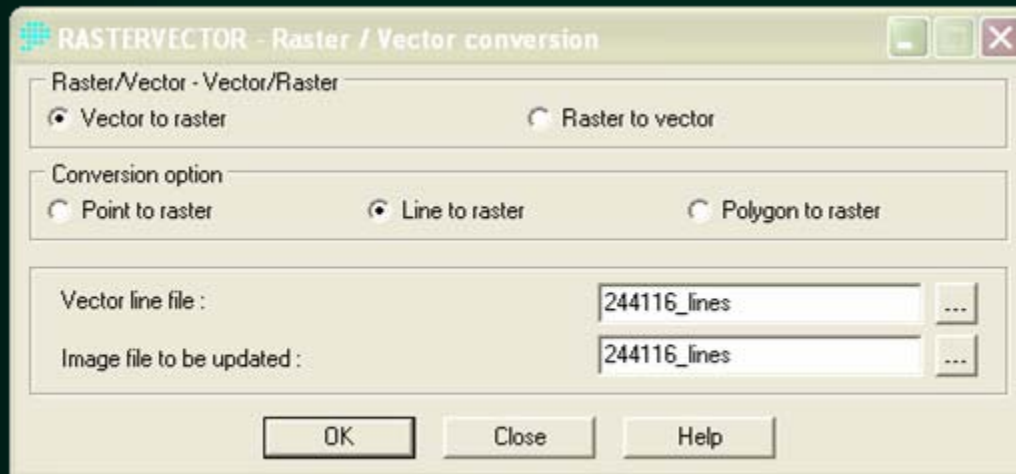 RASTERVECTOR - Raster / Vector conversion
Raster/Vector - Vector/Raster
Vector to raster Raster to vector
Conversion option
Point to raster Line to raster Polygon to raster
Vector line file : 244116_lines ...
Image file to be updated : 244116_lines ...
OK Close Help